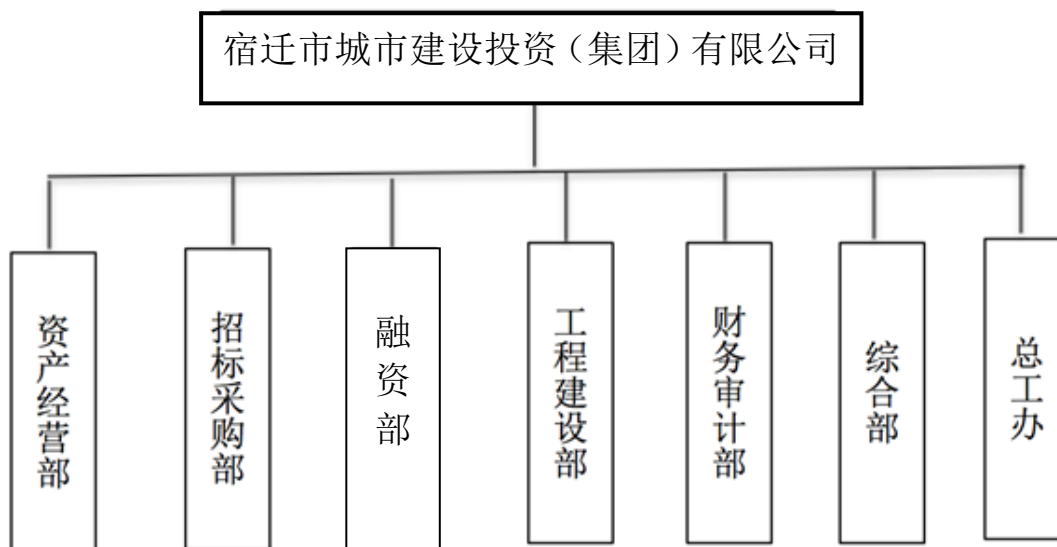 宿迁市城市建设投资（集团）有限公司
资产经营部
招标采购部
融资部
工程建设部
财务审计部
综合部
总工办